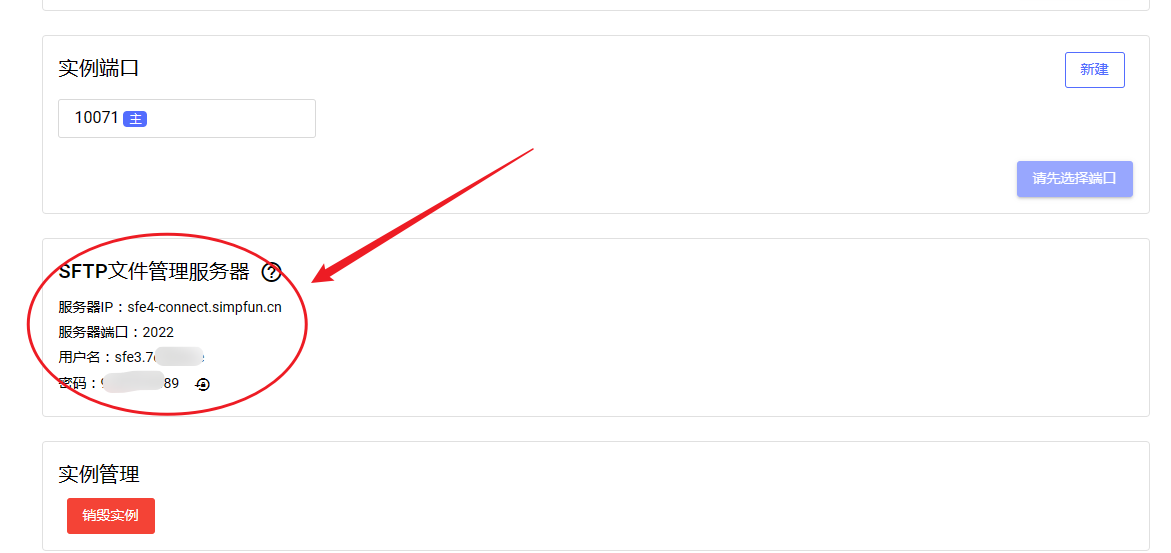 实例端口
新建
10071 主
请先选择端口
SFTP文件管理服务器
服务器IP：sfe4-connect.simpfun.cn
服务器端口：2022
用户名：sfe3.7
密码：9 89
实例管理
销毁实例